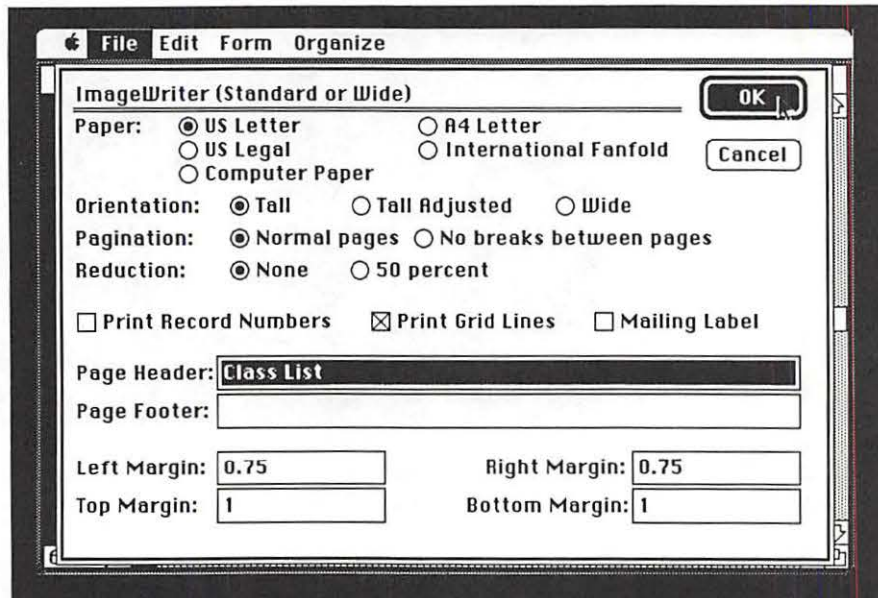 File Edit Form Organize
ImageWriter (Standard or Wide)
OK
Paper: US Letter A4 Letter
US Legal International Fanfold
Cancel
Computer Paper
Orientation: Tall Tall Adjusted Wide
Pagination: Normal pages No breaks between pages
Reduction: None 50 percent
Print Record Numbers Print Grid Lines Mailing Label
Page Header: Class List
Page Footer:
Left Margin: 0.75 Right Margin: 0.75
Top Margin: 1 Bottom Margin: 1